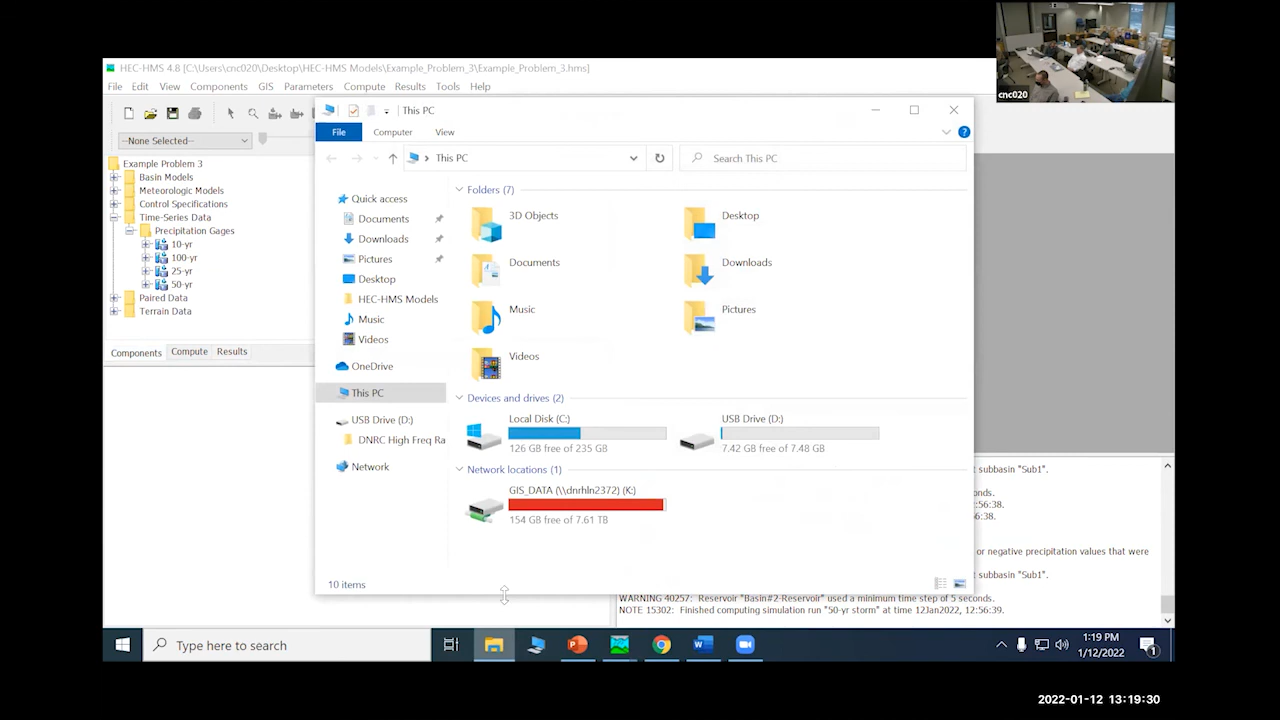 HEC-HMS 4.8 [C:\Users\cnc020\Desktop\HEC-HMS Models\Example_Problem_3\Example_Problem_3.hms]
File Edit View Components GIS Parameters Compute Results Tools Help
cnc020
This PC
--None Selected--
File Computer View
This PC
Search This PC
Example Problem 3
Basin Models
Meteorologic Models
Control Specifications
Time-Series Data
Precipitation Gages
10-yr
100-yr
25-yr
50-yr
Paired Data
Terrain Data
Components Compute Results
Quick access
Documents
Downloads
Pictures
Desktop
HEC-HMS Models
Music
Videos
OneDrive
This PC
USB Drive (D:)
DNRC High Freq Ra
Network
Folders (7)
3D Objects
Desktop
Documents
Downloads
Music
Pictures
Videos
Devices and drives (2)
Local Disk (C:)
126 GB free of 235 GB
USB Drive (D:)
7.42 GB free of 7.48 GB
Network locations (1)
GIS_DATA (\\dnrhln2372) (K:)
154 GB free of 7.61 TB
10 items
subbasin "Sub1".
onds.
:56:38.
38.
or negative precipitation values that were
subbasin "Sub1".
WARNING 40257: Reservoir "Basin#2-Reservoir" used a minimum time step of 5 seconds.
NOTE 15302: Finished computing simulation run "50-yr storm" at time 12Jan2022, 12:56:39.
Type here to search
1:19 PM
1/12/2022
1
2022-01-12 13:19:30